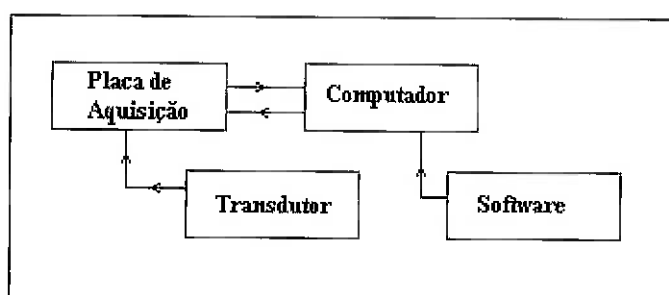 Placa de
Aquisição
Computador
Transdutor
Software